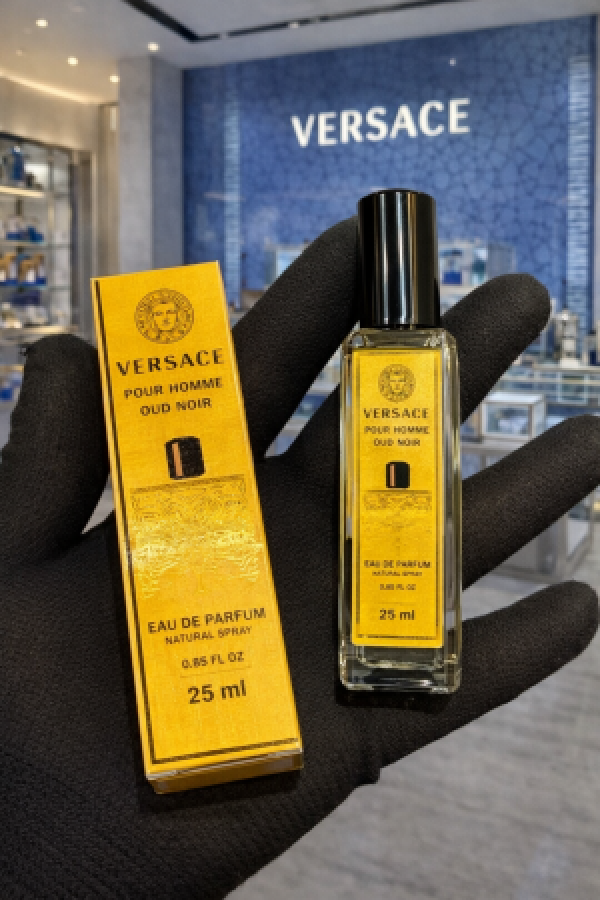 VERSACE
VERSACE
POUR HOMME
OUD NOIR
EAU DE PARFUM
NATURAL SPRAY
0.85 FL OZ
25 ml
VERSACE
POUR HOMME
OUD NOIR
EAU DE PARFUM
NATURAL SPRAY
0.85 FL OZ
25 ml